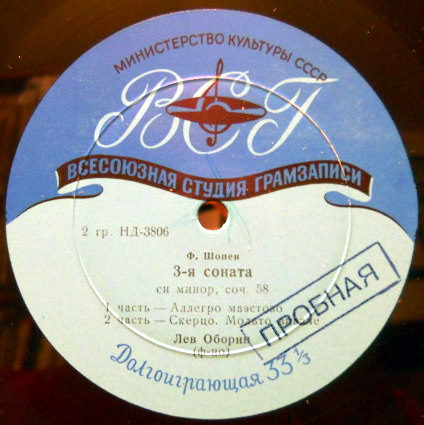 МИНИСТЕРСТВО КУЛЬТУРЫ СССР
ВСГ
ВСЕСОЮЗНАЯ СТУДИЯ ГРАМЗАПИСИ
2 гр. НД-3806
Ф. Шопен
3-я соната
си минор, соч. 58
1 часть — Аллегро маэстозо
2 часть — Скерцо. Мольто виваче
Лев Оборин
(ф-но)
ПРОБНАЯ
Долгоиграющая 33⅓